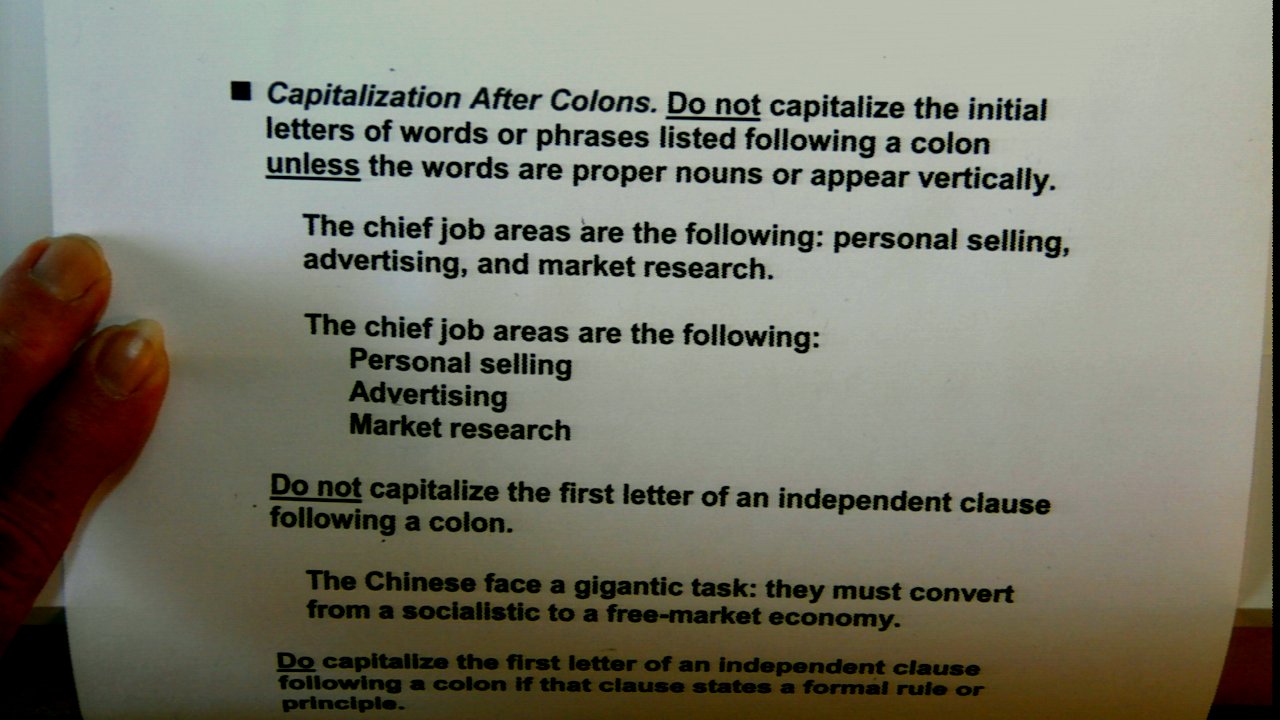 ■ Capitalization After Colons. Do not capitalize the initial
letters of words or phrases listed following a colon
unless the words are proper nouns or appear vertically.
The chief job areas are the following: personal selling,
advertising, and market research.
The chief job areas are the following:
Personal selling
Advertising
Market research
Do not capitalize the first letter of an independent clause
following a colon.
The Chinese face a gigantic task: they must convert
from a socialistic to a free-market economy.
Do capitalize the first letter of an independent clause
following a colon if that clause states a formal rule or
principle.